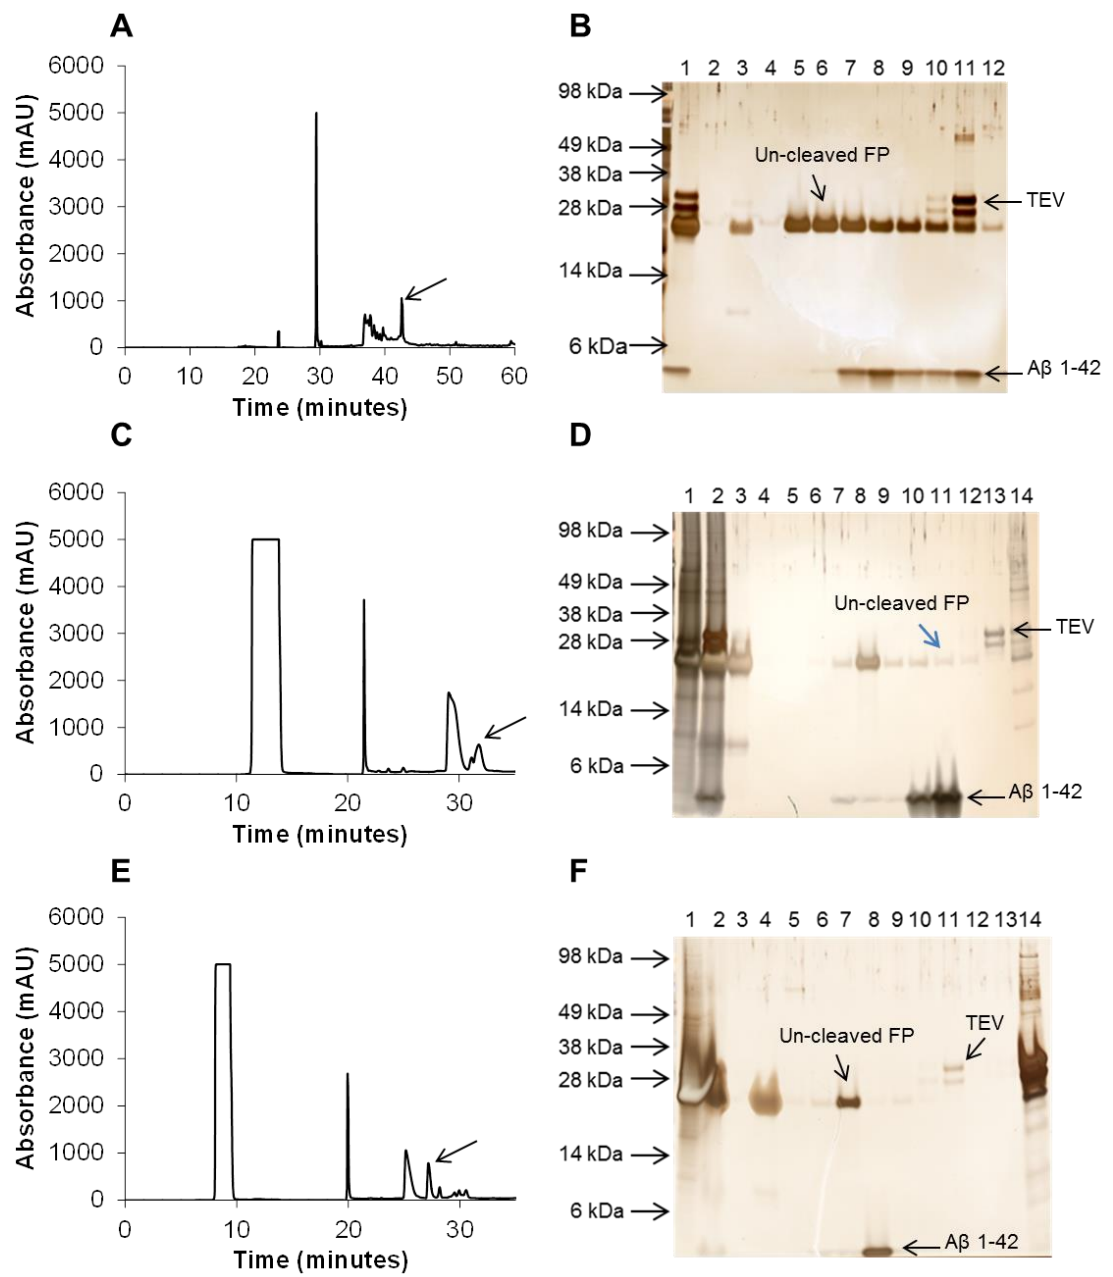 A
Absorbance (mAU)
6000
5000
4000
3000
2000
1000
0
0 10 20 30 40 50 60
Time (minutes)
B
1 2 3 4 5 6 7 8 9 10 11 12
98 kDa
49 kDa
38 kDa
28 kDa
14 kDa
6 kDa
Un-cleaved FP
TEV
Aβ 1-42
C
Absorbance (mAU)
6000
5000
4000
3000
2000
1000
0
0 10 20 30
Time (minutes)
D
1 2 3 4 5 6 7 8 9 10 11 12 13 14
98 kDa
49 kDa
38 kDa
28 kDa
14 kDa
6 kDa
Un-cleaved FP
TEV
Aβ 1-42
E
Absorbance (mAU)
6000
5000
4000
3000
2000
1000
0
0 10 20 30
Time (minutes)
F
1 2 3 4 5 6 7 8 9 10 11 12 13 14
98 kDa
49 kDa
38 kDa
28 kDa
14 kDa
6 kDa
Un-cleaved FP
TEV
Aβ 1-42